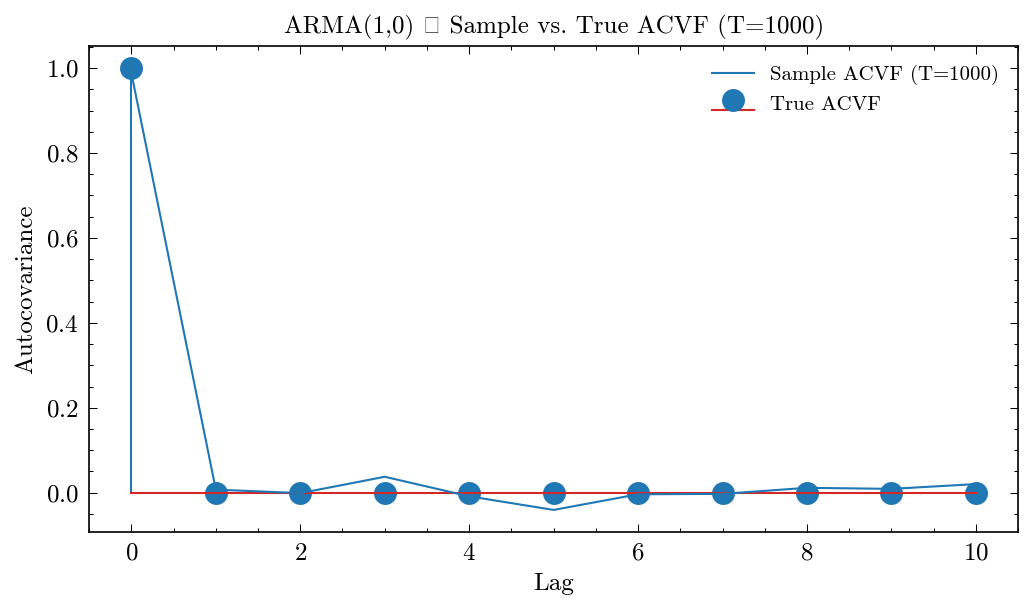 ARMA(1,0) □ Sample vs. True ACVF (T=1000)
Sample ACVF (T=1000)
True ACVF
Autocovariance
1.0
0.8
0.6
0.4
0.2
0.0
0 2 4 6 8 10
Lag